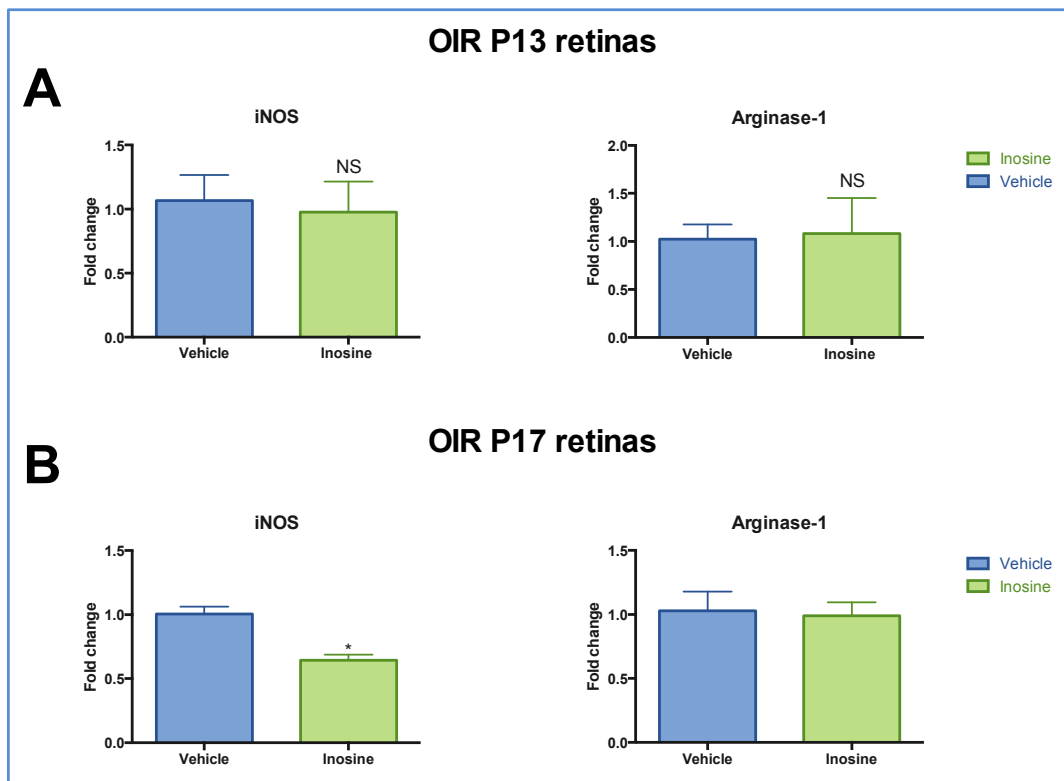 OIR P13 retinas
A
iNOS
Fold change
1.5
1.0
0.5
0.0
NS
Vehicle
Inosine
Arginase-1
Fold change
2.0
1.5
1.0
0.5
0.0
NS
Vehicle
Inosine
Inosine
Vehicle
OIR P17 retinas
B
iNOS
Fold change
1.5
1.0
0.5
0.0
*
Vehicle
Inosine
Arginase-1
Fold change
1.5
1.0
0.5
0.0
Vehicle
Inosine
Vehicle
Inosine